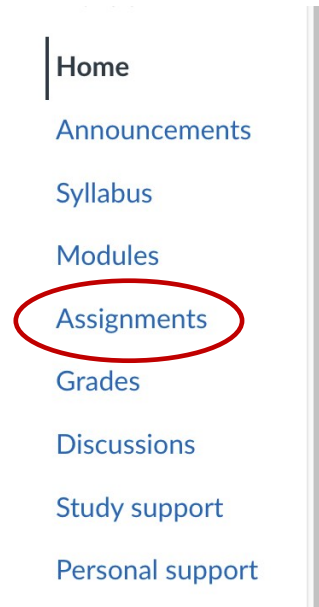 Home
Announcements
Syllabus
Modules
Assignments
Grades
Discussions
Study support
Personal support